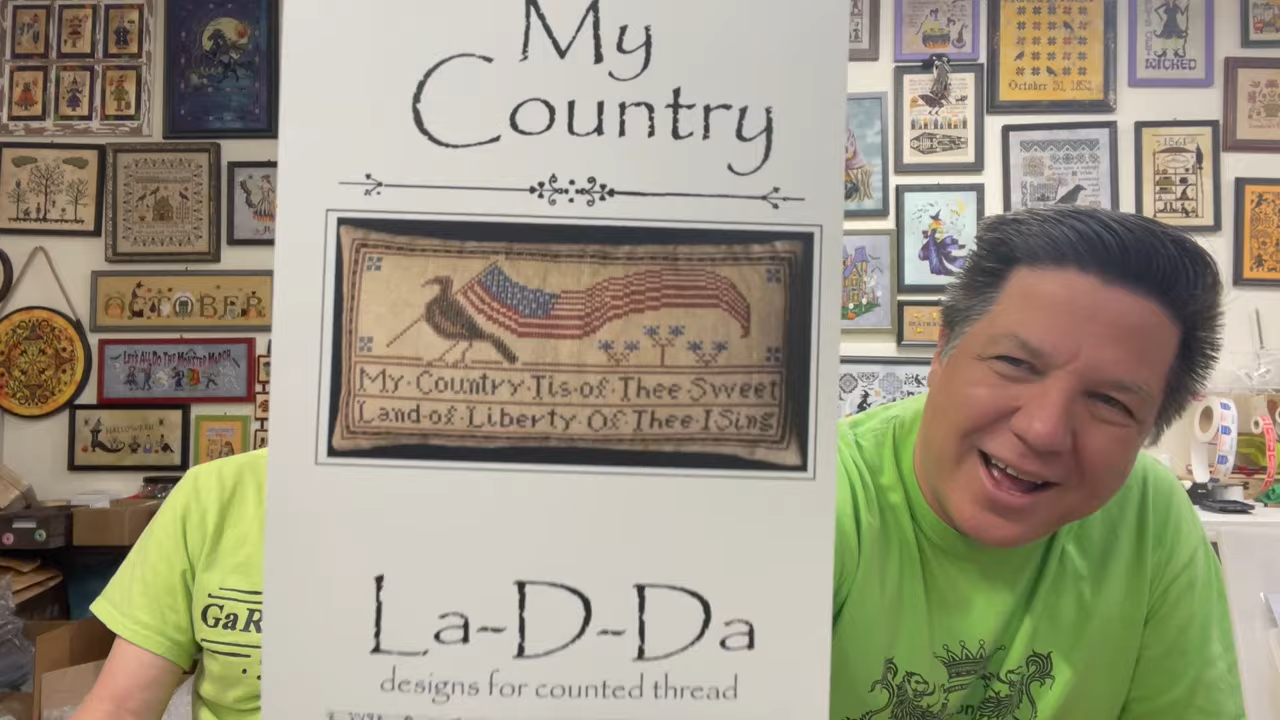 My
Country
My·Country·Tis·of·Thee·Sweet
Land·of·Liberty·Of·Thee·I Sing
La-D-Da
designs for counted thread
GaR
OCTOBER
LET'S ALL DO THE MONSTER MARCH
HALLOWEEN
October 31, 1852
WICKED
1861